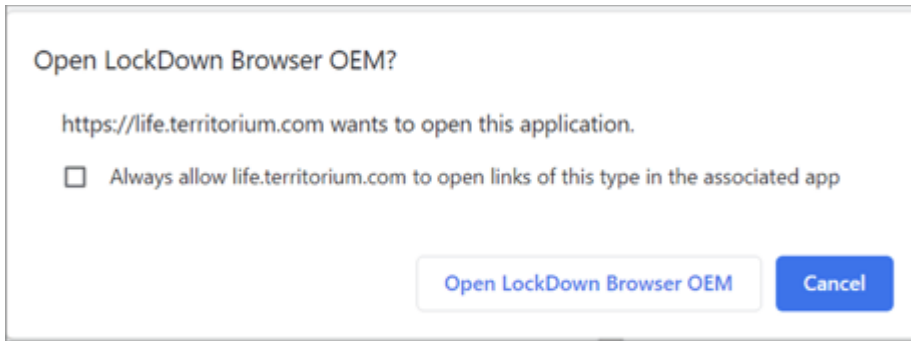 Open LockDown Browser OEM?
https://life.territorium.com wants to open this application.
Always allow life.territorium.com to open links of this type in the associated app
Open LockDown Browser OEM
Cancel